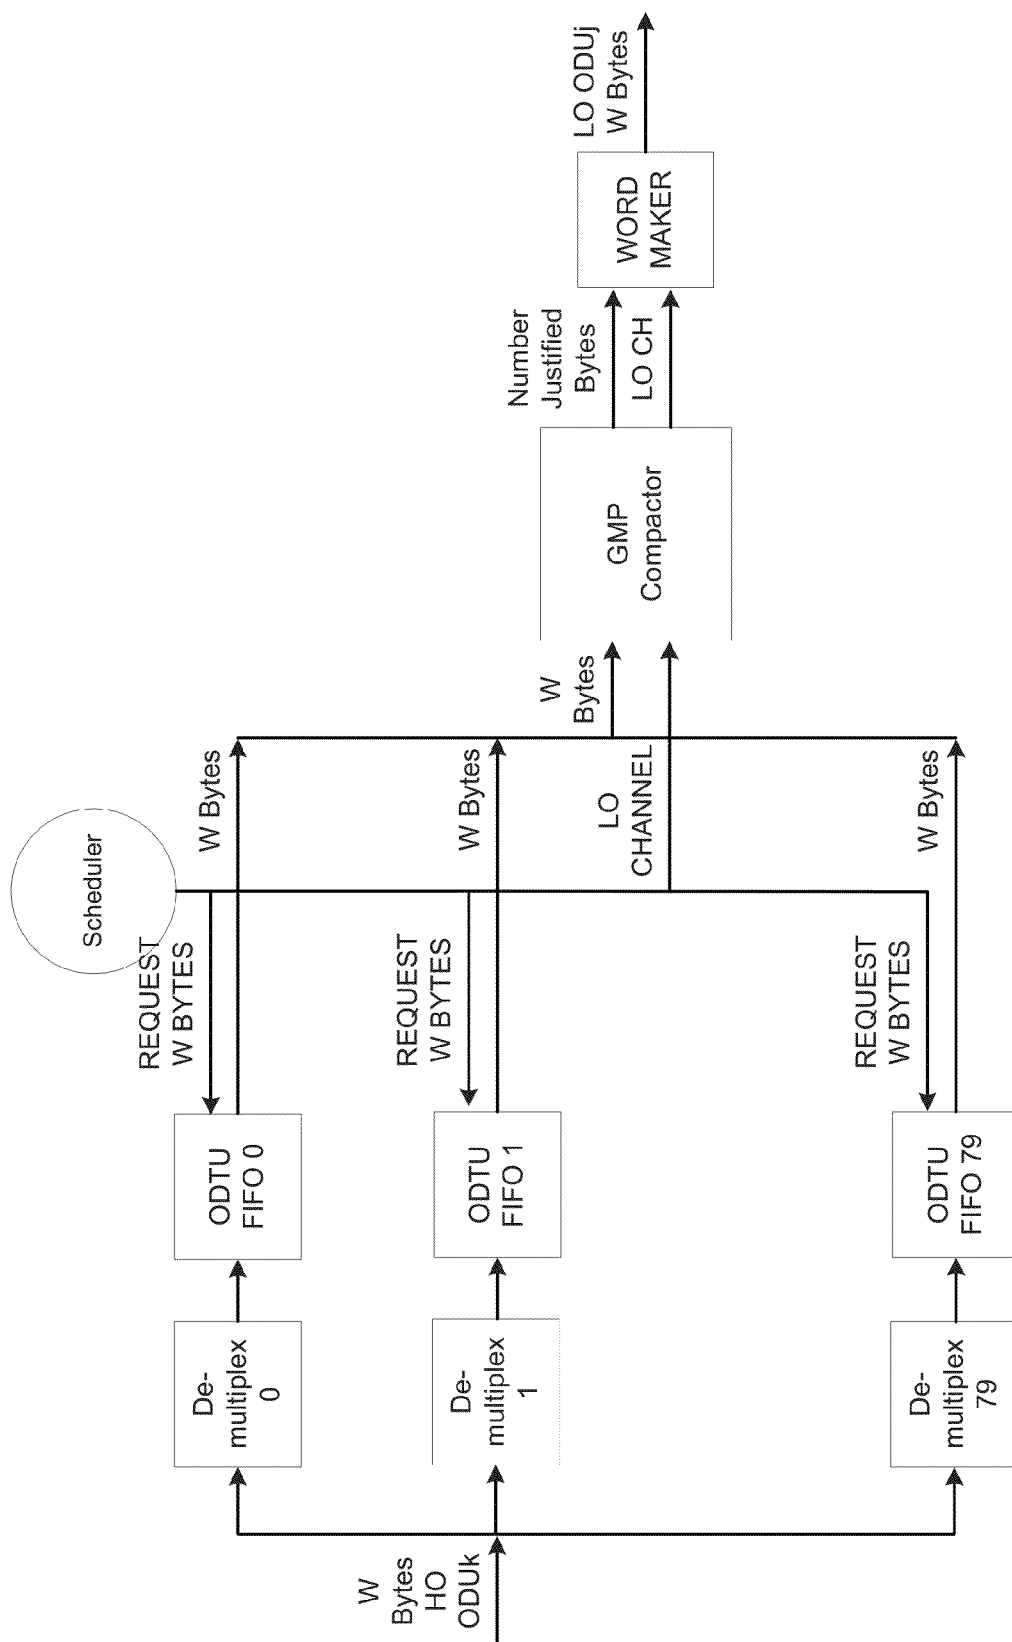 W
Bytes
HO
ODUk
De-
multiplex
0
De-
multiplex
1
De-
multiplex
79
ODTU
FIFO 0
ODTU
FIFO 1
ODTU
FIFO 79
REQUEST
W BYTES
REQUEST
W BYTES
REQUEST
W BYTES
Scheduler
W Bytes
W Bytes
W Bytes
LO
CHANNEL
W
Bytes
GMP
Compactor
Number
Justified
Bytes
LO CH
WORD
MAKER
LO ODUj
W Bytes